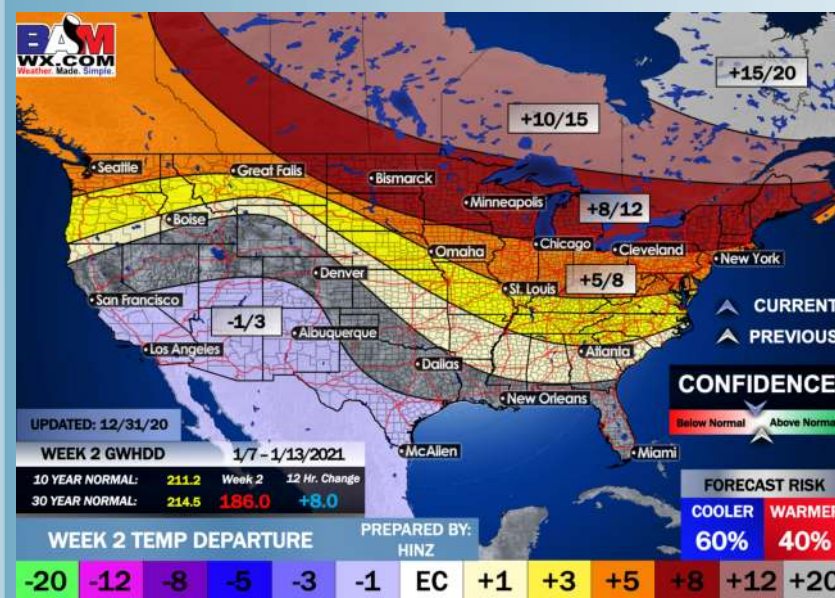 BAM
WX.COM
Weather. Made. Simple.
+15/20
+10/15
Seattle
Great Falls
Bismarck
Minneapolis
+8/12
Boise
Omaha
Chicago
Cleveland
New York
Denver
St. Louis
+5/8
San Francisco
-1/3
Albuquerque
Los Angeles
Atlanta
Dallas
New Orleans
McAllen
Miami
CURRENT
PREVIOUS
CONFIDENCE
Below Normal
Above Norma
UPDATED: 12/31/20
WEEK 2 GWHDD 1/7 - 1/13/2021
10 YEAR NORMAL: 211.2 Week 2 12 Hr. Change
30 YEAR NORMAL: 214.5 186.0 +8.0
FORECAST RISK
COOLER WARMER
60% 40%
WEEK 2 TEMP DEPARTURE
PREPARED BY:
HINZ
-20 -12 -8 -5 -3 -1 EC +1 +3 +5 +8 +12 +20